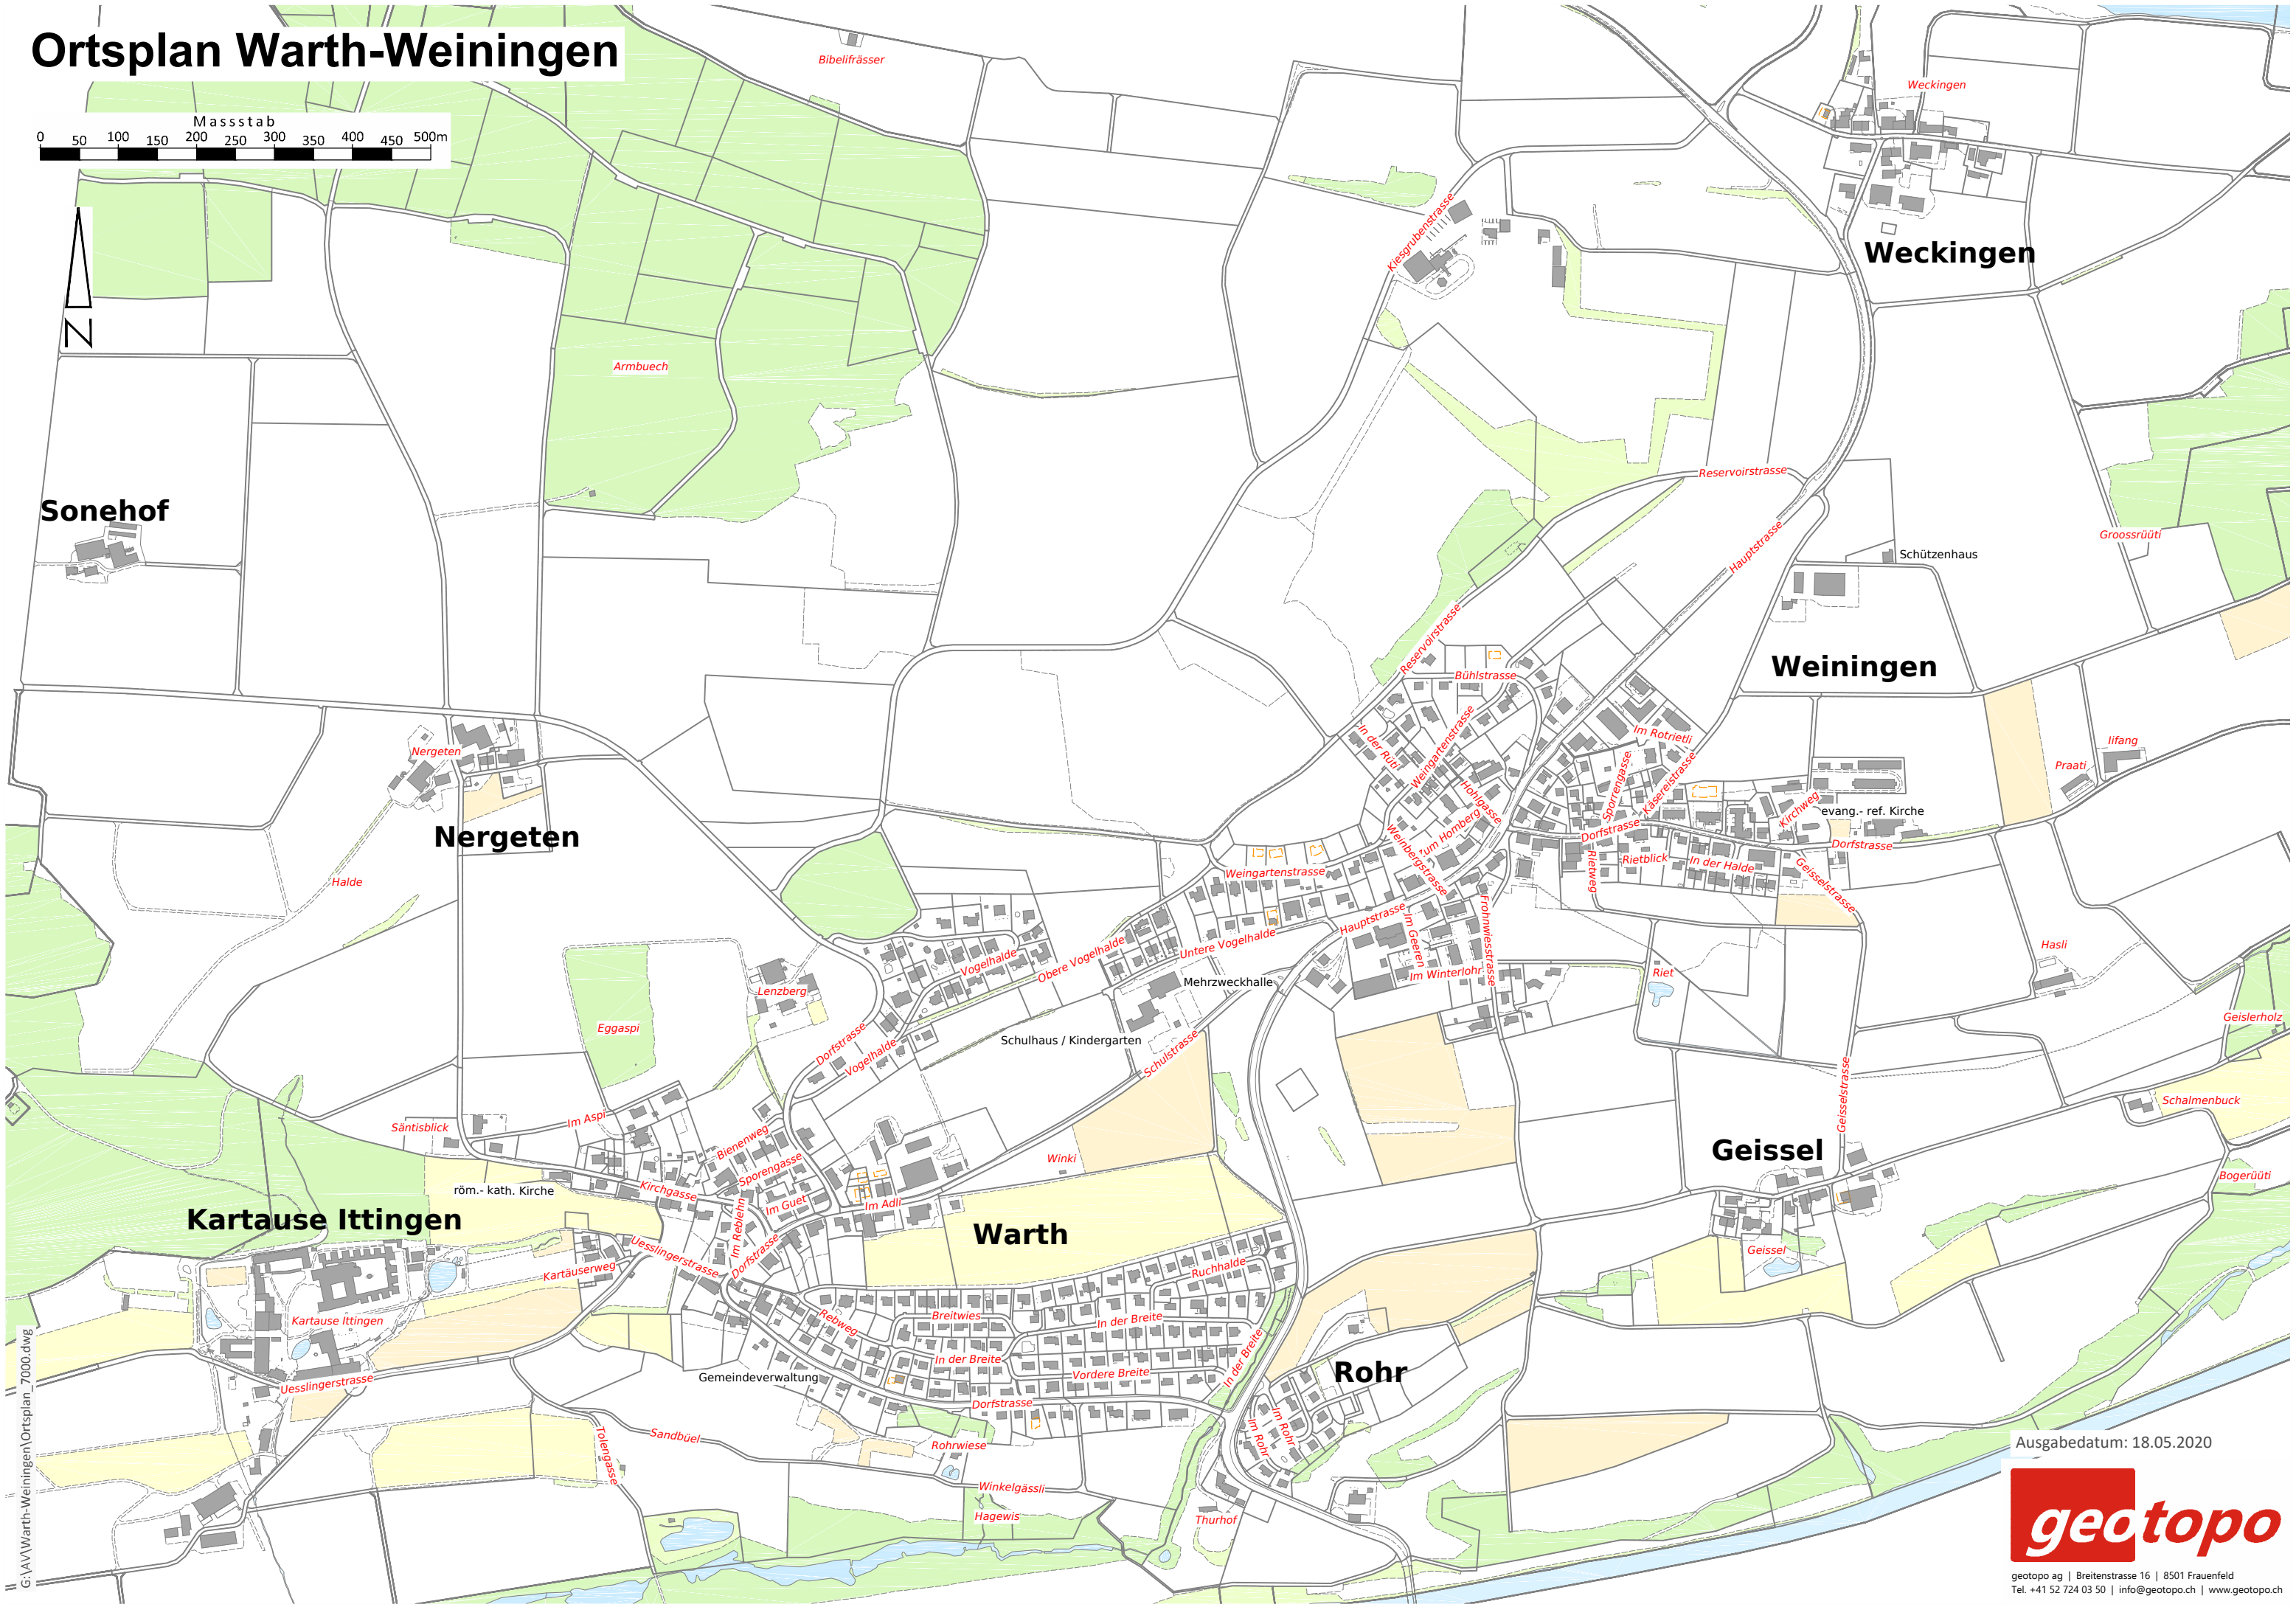 Ortsplan Warth-Weiningen
Massstab
0 50 100 150 200 250 300 350 400 450 500m
N
Bibelifrässer
Weckingen
Weckingen
Kiesgrubenstrasse
Armbuech
Reservoirstrasse
Sonehof
Hauptstrasse
Groossrüüti
Schützenhaus
Reservoirstrasse
Weiningen
Bühlstrasse
Weingartenstrasse
In der Rüti
Im Rotrietli
Iifang
Nergeten
Praati
Sporrengasse
Käsereistrasse
Hohlgasse
Kirchweg
evang.- ref. Kirche
Nergeten
Zum Homberg
Dorfstrasse
Dorfstrasse
Weinbergstrasse
Rietblick
In der Halde
Rietweg
Geisselstrasse
Halde
Weingartenstrasse
Hauptstrasse
Im Geeren
Frohnwiesstrasse
Untere Vogelhalde
Obere Vogelhalde
Vogelhalde
Hasli
Im Winterlohr
Riet
Mehrzweckhalle
Lenzberg
Eggaspi
Geislerholz
Dorfstrasse
Vogelhalde
Schulhaus / Kindergarten
Schulstrasse
Geisselstrasse
Schalmenbuck
Im Aspi
Säntisblick
Bienenweg
Geissel
Winki
Sporengasse
Bogerüüti
röm.- kath. Kirche
Kirchgasse
Im Guet
Im Adli
Kartause Ittingen
Warth
Im Reblehn
Uesslingerstrasse
Dorfstrasse
Geissel
Kartäuserweg
Ruchhalde
Kartause Ittingen
Rebweg
Breitwies
In der Breite
In der Breite
In der Breite
Vordere Breite
Rohr
Gemeindeverwaltung
Uesslingerstrasse
Dorfstrasse
Im Rohr
Im Rohr
Sandbüel
Tolengasse
Rohrwiese
Winkelgässli
Hagewis
Thurhof
G:\AV\Warth-Weiningen\Ortsplan_7000.dwg
Ausgabedatum: 18.05.2020
geotopo
geotopo ag | Breitenstrasse 16 | 8501 Frauenfeld
Tel. +41 52 724 03 50 | info@geotopo.ch | www.geotopo.ch